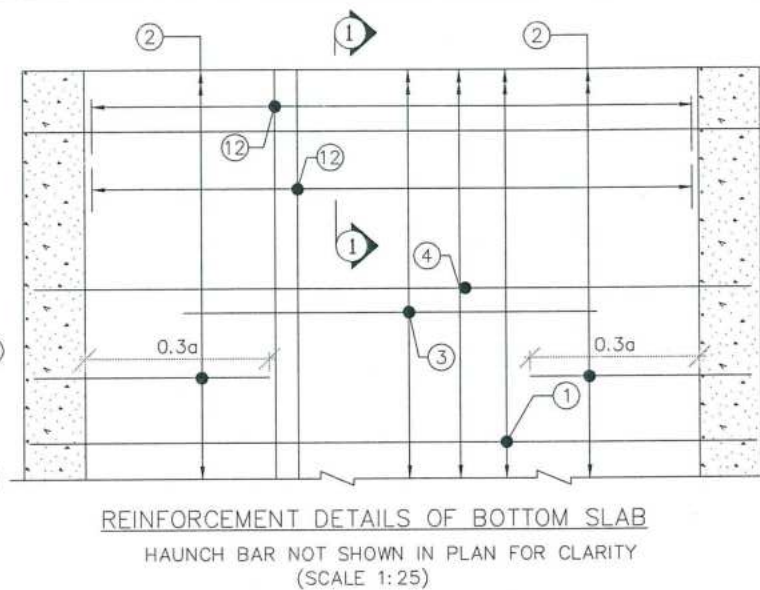 2
1
2
12
12
1
4
3
0.3a
0.3a
1
REINFORCEMENT DETAILS OF BOTTOM SLAB
HAUNCH BAR NOT SHOWN IN PLAN FOR CLARITY
(SCALE 1:25)